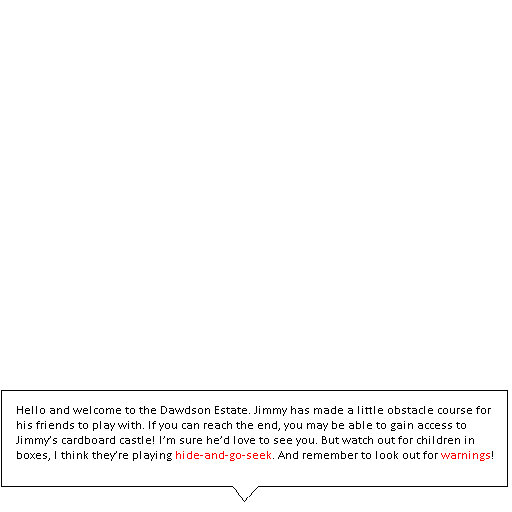 Hello and welcome to the Dawdson Estate. Jimmy has made a little obstacle course for
his friends to play with. If you can reach the end, you may be able to gain access to
Jimmy's cardboard castle! I'm sure he'd love to see you. But watch out for children in
boxes, I think they're playing hide-and-go-seek. And remember to look out for warnings!